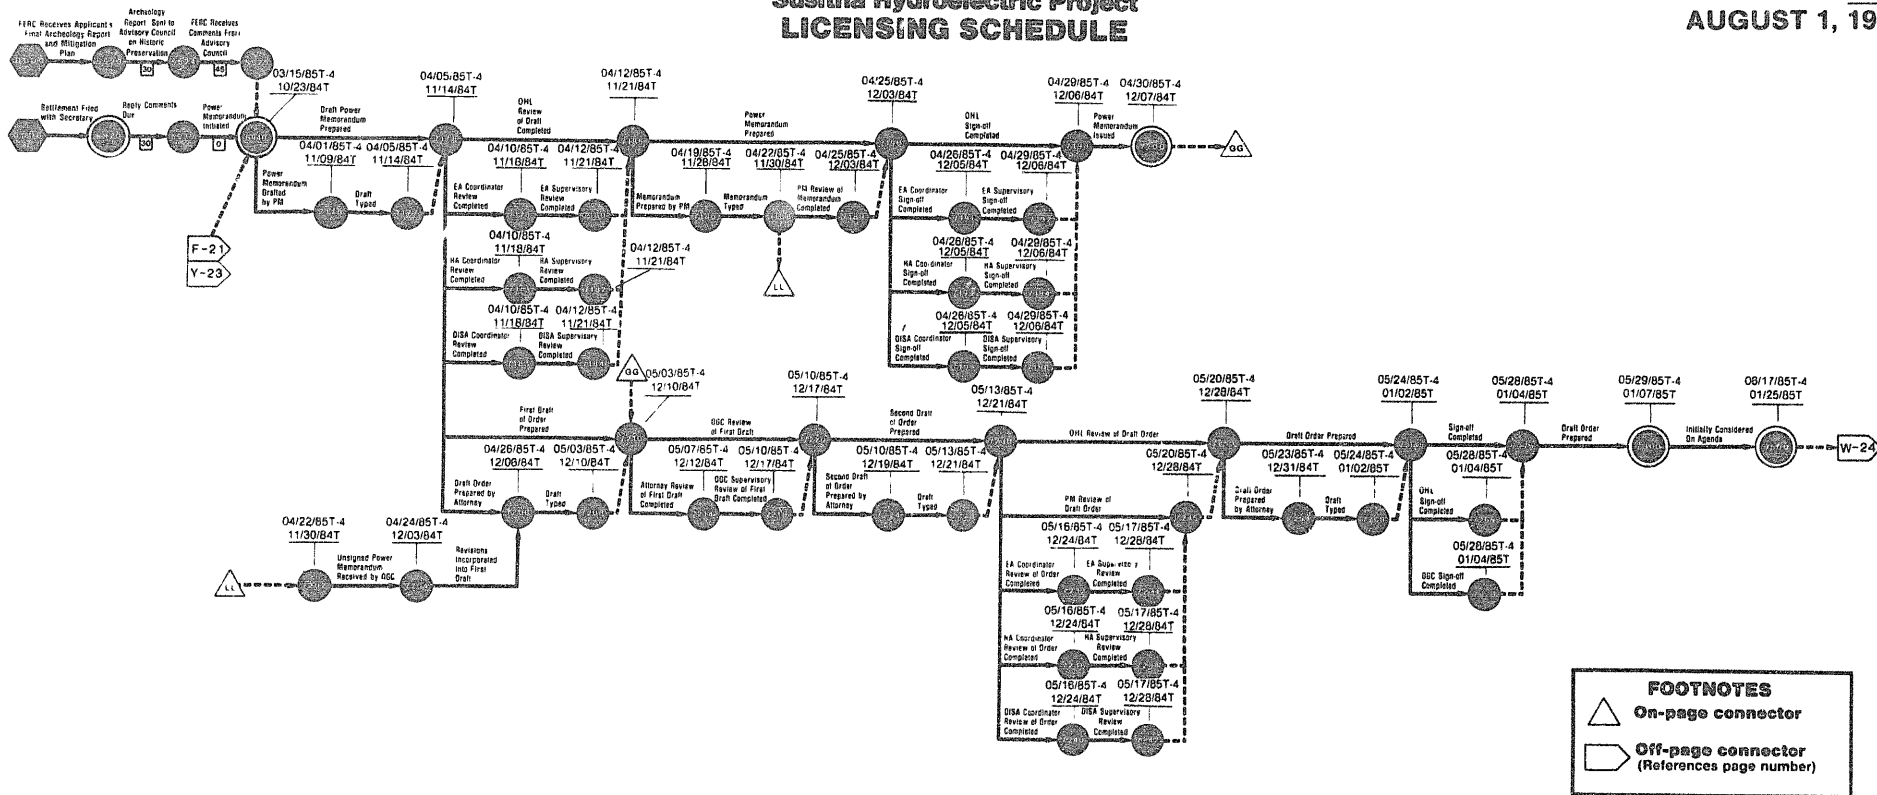 Susitna Hydroelectric Project
LICENSING SCHEDULE
AUGUST 1, 19
FERC Receives Applicant's
Final Archeology Report
and Mitigation
Plan
Archeology
Report Sent to
Advisory Council
on Historic
Preservation
FERC Receives
Comments From
Advisory
Council
30
45
Settlement Filed
with Secretary
Reply Comments
Due
Power
Memorandum
Initiated
30
0
03/15/85T-4
10/23/84T
Draft Power
Memorandum
Prepared
04/05/85T-4
11/14/84T
OHL
Review
of Draft
Completed
04/12/85T-4
11/21/84T
Power
Memorandum
Prepared
04/25/85T-4
12/03/84T
OHL
Sign-off
Completed
04/29/85T-4
12/06/84T
Power
Memorandum
Issued
04/30/85T-4
12/07/84T
GG
Power
Memorandum
Drafted
by PM
04/01/85T-4
11/09/84T
Draft
Typed
04/05/85T-4
11/14/84T
F-21
Y-23
EA Coordinator
Review
Completed
04/10/85T-4
11/18/84T
EA Supervisory
Review
Completed
04/12/85T-4
11/21/84T
HA Coordinator
Review
Completed
04/10/85T-4
11/18/84T
HA Supervisory
Review
Completed
04/12/85T-4
11/21/84T
DISA Coordinator
Review
Completed
04/10/85T-4
11/18/84T
DISA Supervisory
Review
Completed
04/12/85T-4
11/21/84T
Memorandum
Prepared by PM
04/19/85T-4
11/28/84T
Memorandum
Typed
04/22/85T-4
11/30/84T
PM Review of
Memorandum
Completed
04/25/85T-4
12/03/84T
LL
EA Coordinator
Sign-off
Completed
04/26/85T-4
12/05/84T
EA Supervisory
Sign-off
Completed
04/29/85T-4
12/06/84T
HA Coordinator
Sign-off
Completed
04/26/85T-4
12/05/84T
HA Supervisory
Sign-off
Completed
04/29/85T-4
12/06/84T
DISA Coordinator
Sign-off
Completed
04/26/85T-4
12/05/84T
DISA Supervisory
Sign-off
Completed
04/29/85T-4
12/06/84T
GG
First Draft
of Order
Prepared
05/03/85T-4
12/10/84T
OGC Review
of First Draft
05/10/85T-4
12/17/84T
Second Draft
of Order
Prepared
05/13/85T-4
12/21/84T
OHL Review of Draft Order
05/20/85T-4
12/28/84T
Draft Order Prepared
05/24/85T-4
01/02/85T
Sign-off
Completed
05/28/85T-4
01/04/85T
Draft Order
Prepared
05/29/85T-4
01/07/85T
Initially Considered
On Agenda
06/17/85T-4
01/25/85T
W-24
Draft Order
Prepared by
Attorney
04/26/85T-4
12/06/84T
Draft
Typed
05/03/85T-4
12/10/84T
Attorney Review
of First Draft
Completed
05/07/85T-4
12/12/84T
OGC Supervisory
Review of First
Draft Completed
05/10/85T-4
12/17/84T
Second Draft
of Order
Prepared by
Attorney
05/10/85T-4
12/19/84T
Draft
Typed
05/13/85T-4
12/21/84T
PM Review of
Draft Order
05/20/85T-4
12/28/84T
Draft Order
Prepared
by Attorney
05/23/85T-4
12/31/84T
Draft
Typed
05/24/85T-4
01/02/85T
OHL
Sign-off
Completed
05/28/85T-4
01/04/85T
OGC Sign-off
Completed
05/28/85T-4
01/04/85T
LL
04/22/85T-4
11/30/84T
Unsigned Power
Memorandum
Received by OGC
04/24/85T-4
12/03/84T
Revisions
Incorporated
Into First
Draft
EA Coordinator
Review of Order
Completed
05/16/85T-4
12/24/84T
EA Supervisory
Review
Completed
05/17/85T-4
12/28/84T
HA Coordinator
Review of Order
Completed
05/16/85T-4
12/24/84T
HA Supervisory
Review
Completed
05/17/85T-4
12/28/84T
DISA Coordinator
Review of Order
Completed
05/16/85T-4
12/24/84T
DISA Supervisory
Review
Completed
05/17/85T-4
12/28/84T
FOOTNOTES
On-page connector
Off-page connector
(References page number)